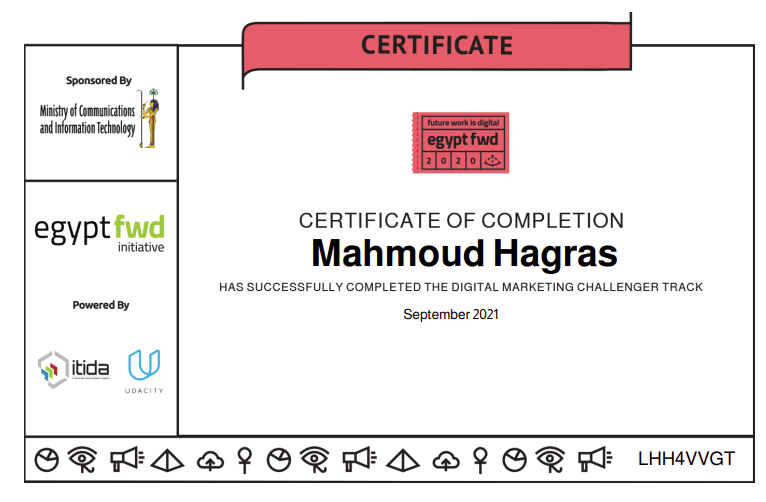 CERTIFICATE
Sponsored By
Ministry of Communications
and Information Technology
egypt fwd
initiative
Powered By
itida
UDACITY
future work is digital
egypt fwd
2 0 2 0
CERTIFICATE OF COMPLETION
Mahmoud Hagras
HAS SUCCESSFULLY COMPLETED THE DIGITAL MARKETING CHALLENGER TRACK
September 2021
LHH4VVGT